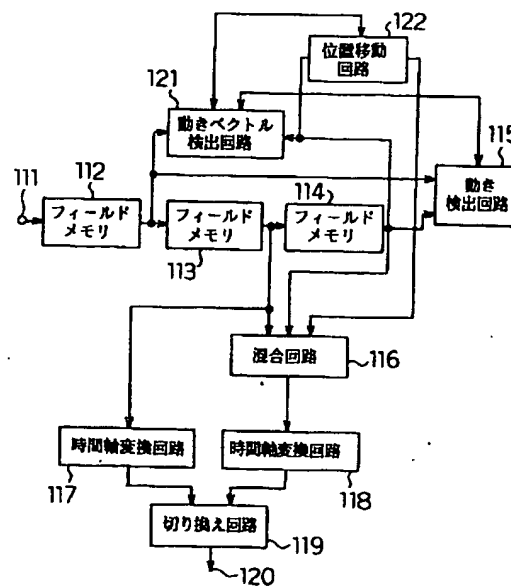 122
位置移動
回路
121
動きベクトル
検出回路
115
動き
検出回路
111
112
フィールド
メモリ
フィールド
メモリ
113
114
フィールド
メモリ
混合回路
116
時間軸変換回路
117
時間軸変換回路
118
切り換え回路
119
120